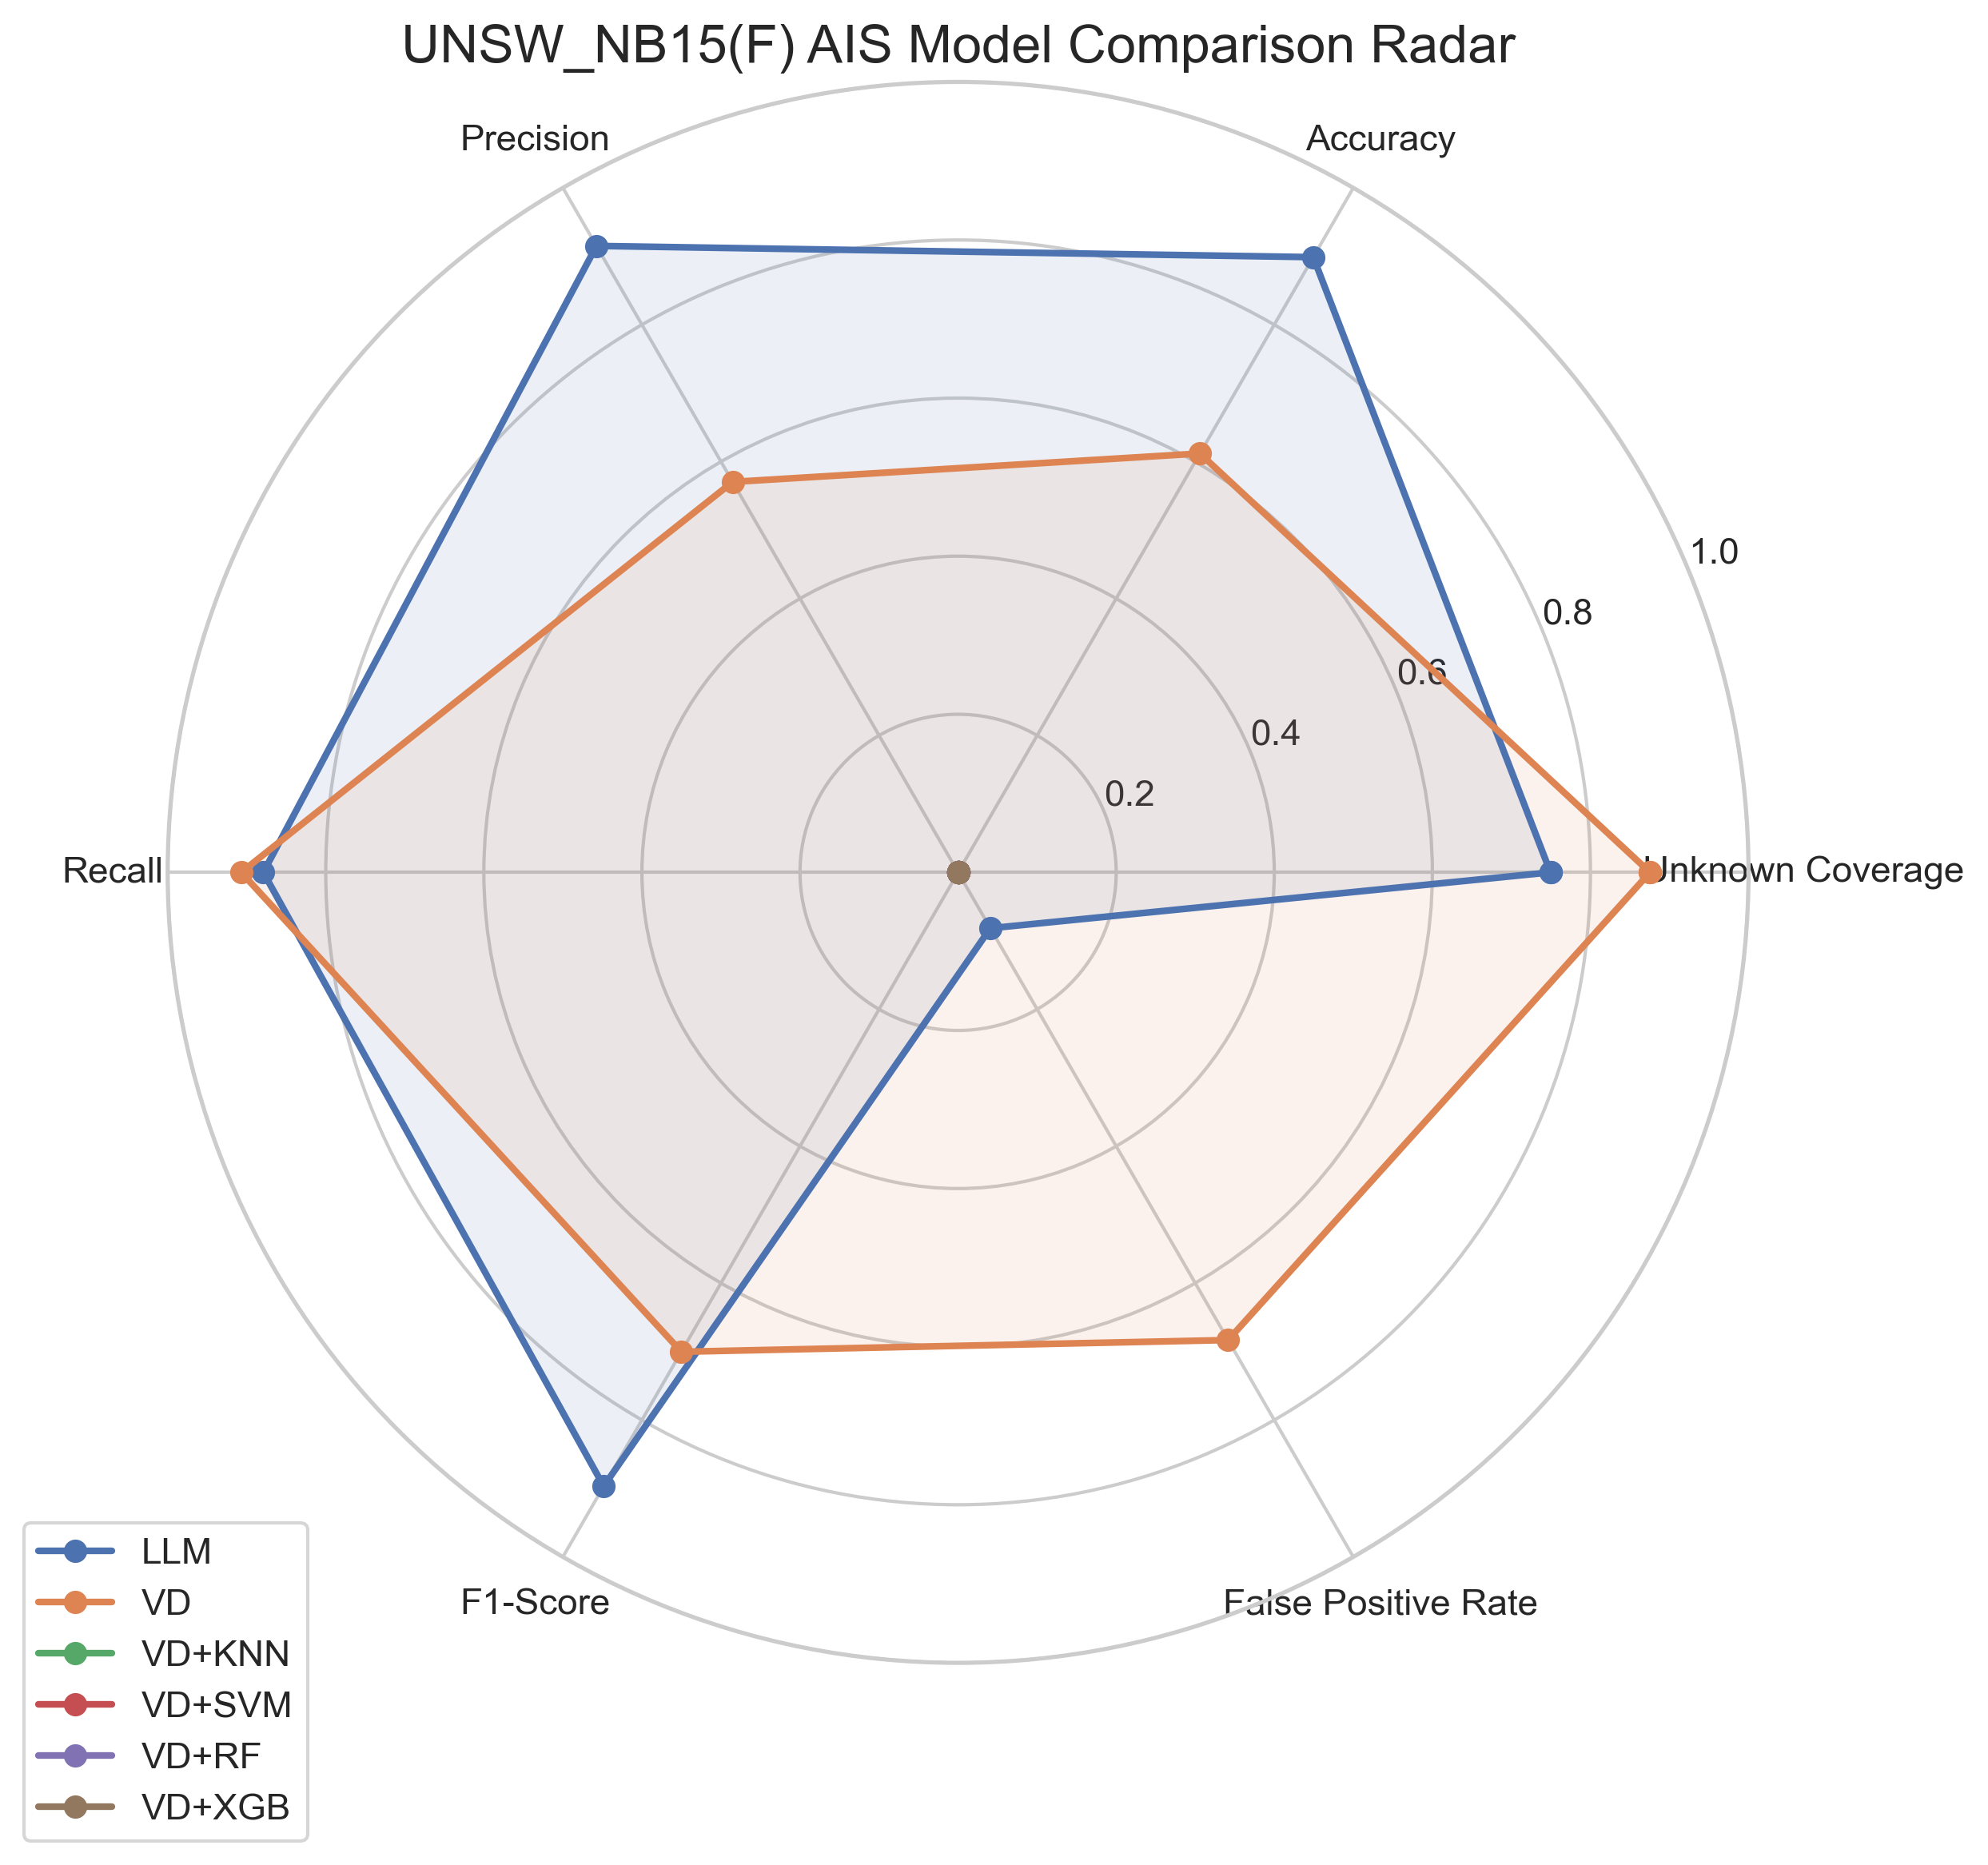 UNSW_NB15(F) AIS Model Comparison Radar
Precision
Accuracy
1.0
0.8
0.6
0.4
0.2
Recall
Unknown Coverage
F1-Score
False Positive Rate
LLM
VD
VD+KNN
VD+SVM
VD+RF
VD+XGB